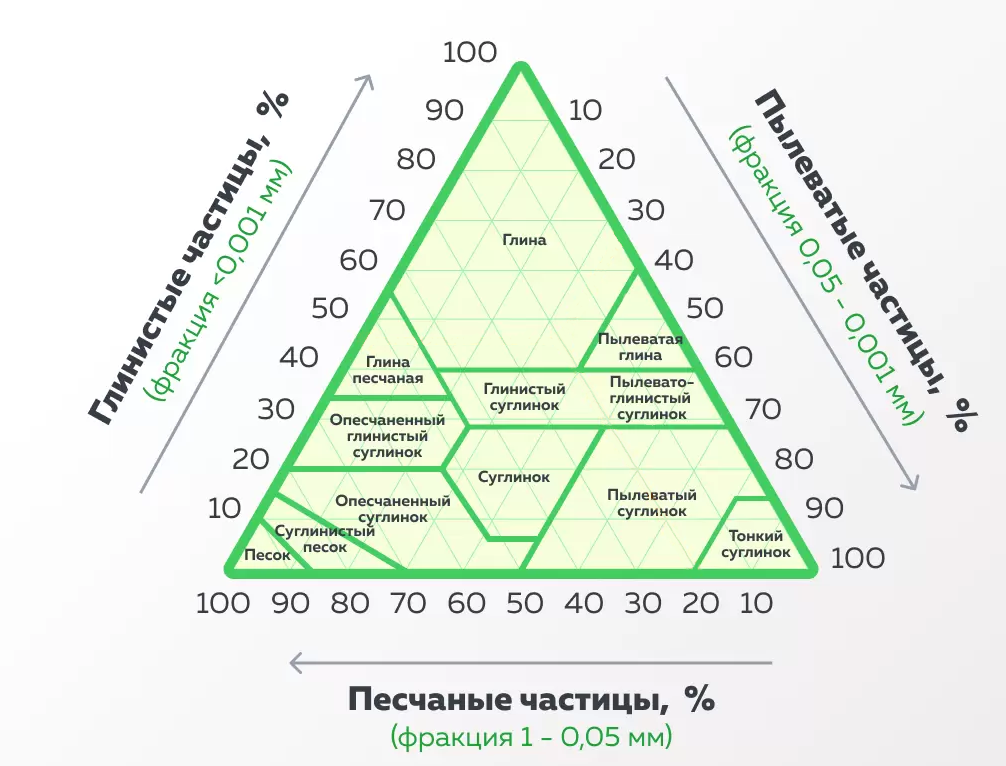 Глинистые частицы, %
(фракция <0,001 мм)
Пылеватые частицы, %
(фракция 0,05 - 0,001 мм)
100
90
80
70
60
50
40
30
20
10
10
20
30
40
50
60
70
80
90
100
Глина
Пылеватая
глина
Глина
песчаная
Глинистый
суглинок
Пылевато-
глинистый
суглинок
Опесчаненный
глинистый
суглинок
Суглинок
Опесчаненный
суглинок
Пылеватый
суглинок
Суглинистый
песок
Песок
Тонкий
суглинок
100 90 80 70 60 50 40 30 20 10
Песчаные частицы, %
(фракция 1 - 0,05 мм)